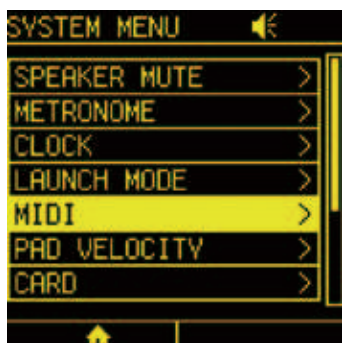 SYSTEM MENU
SPEAKER MUTE >
METRONOME >
CLOCK >
LAUNCH MODE >
MIDI >
PAD VELOCITY >
CARD >